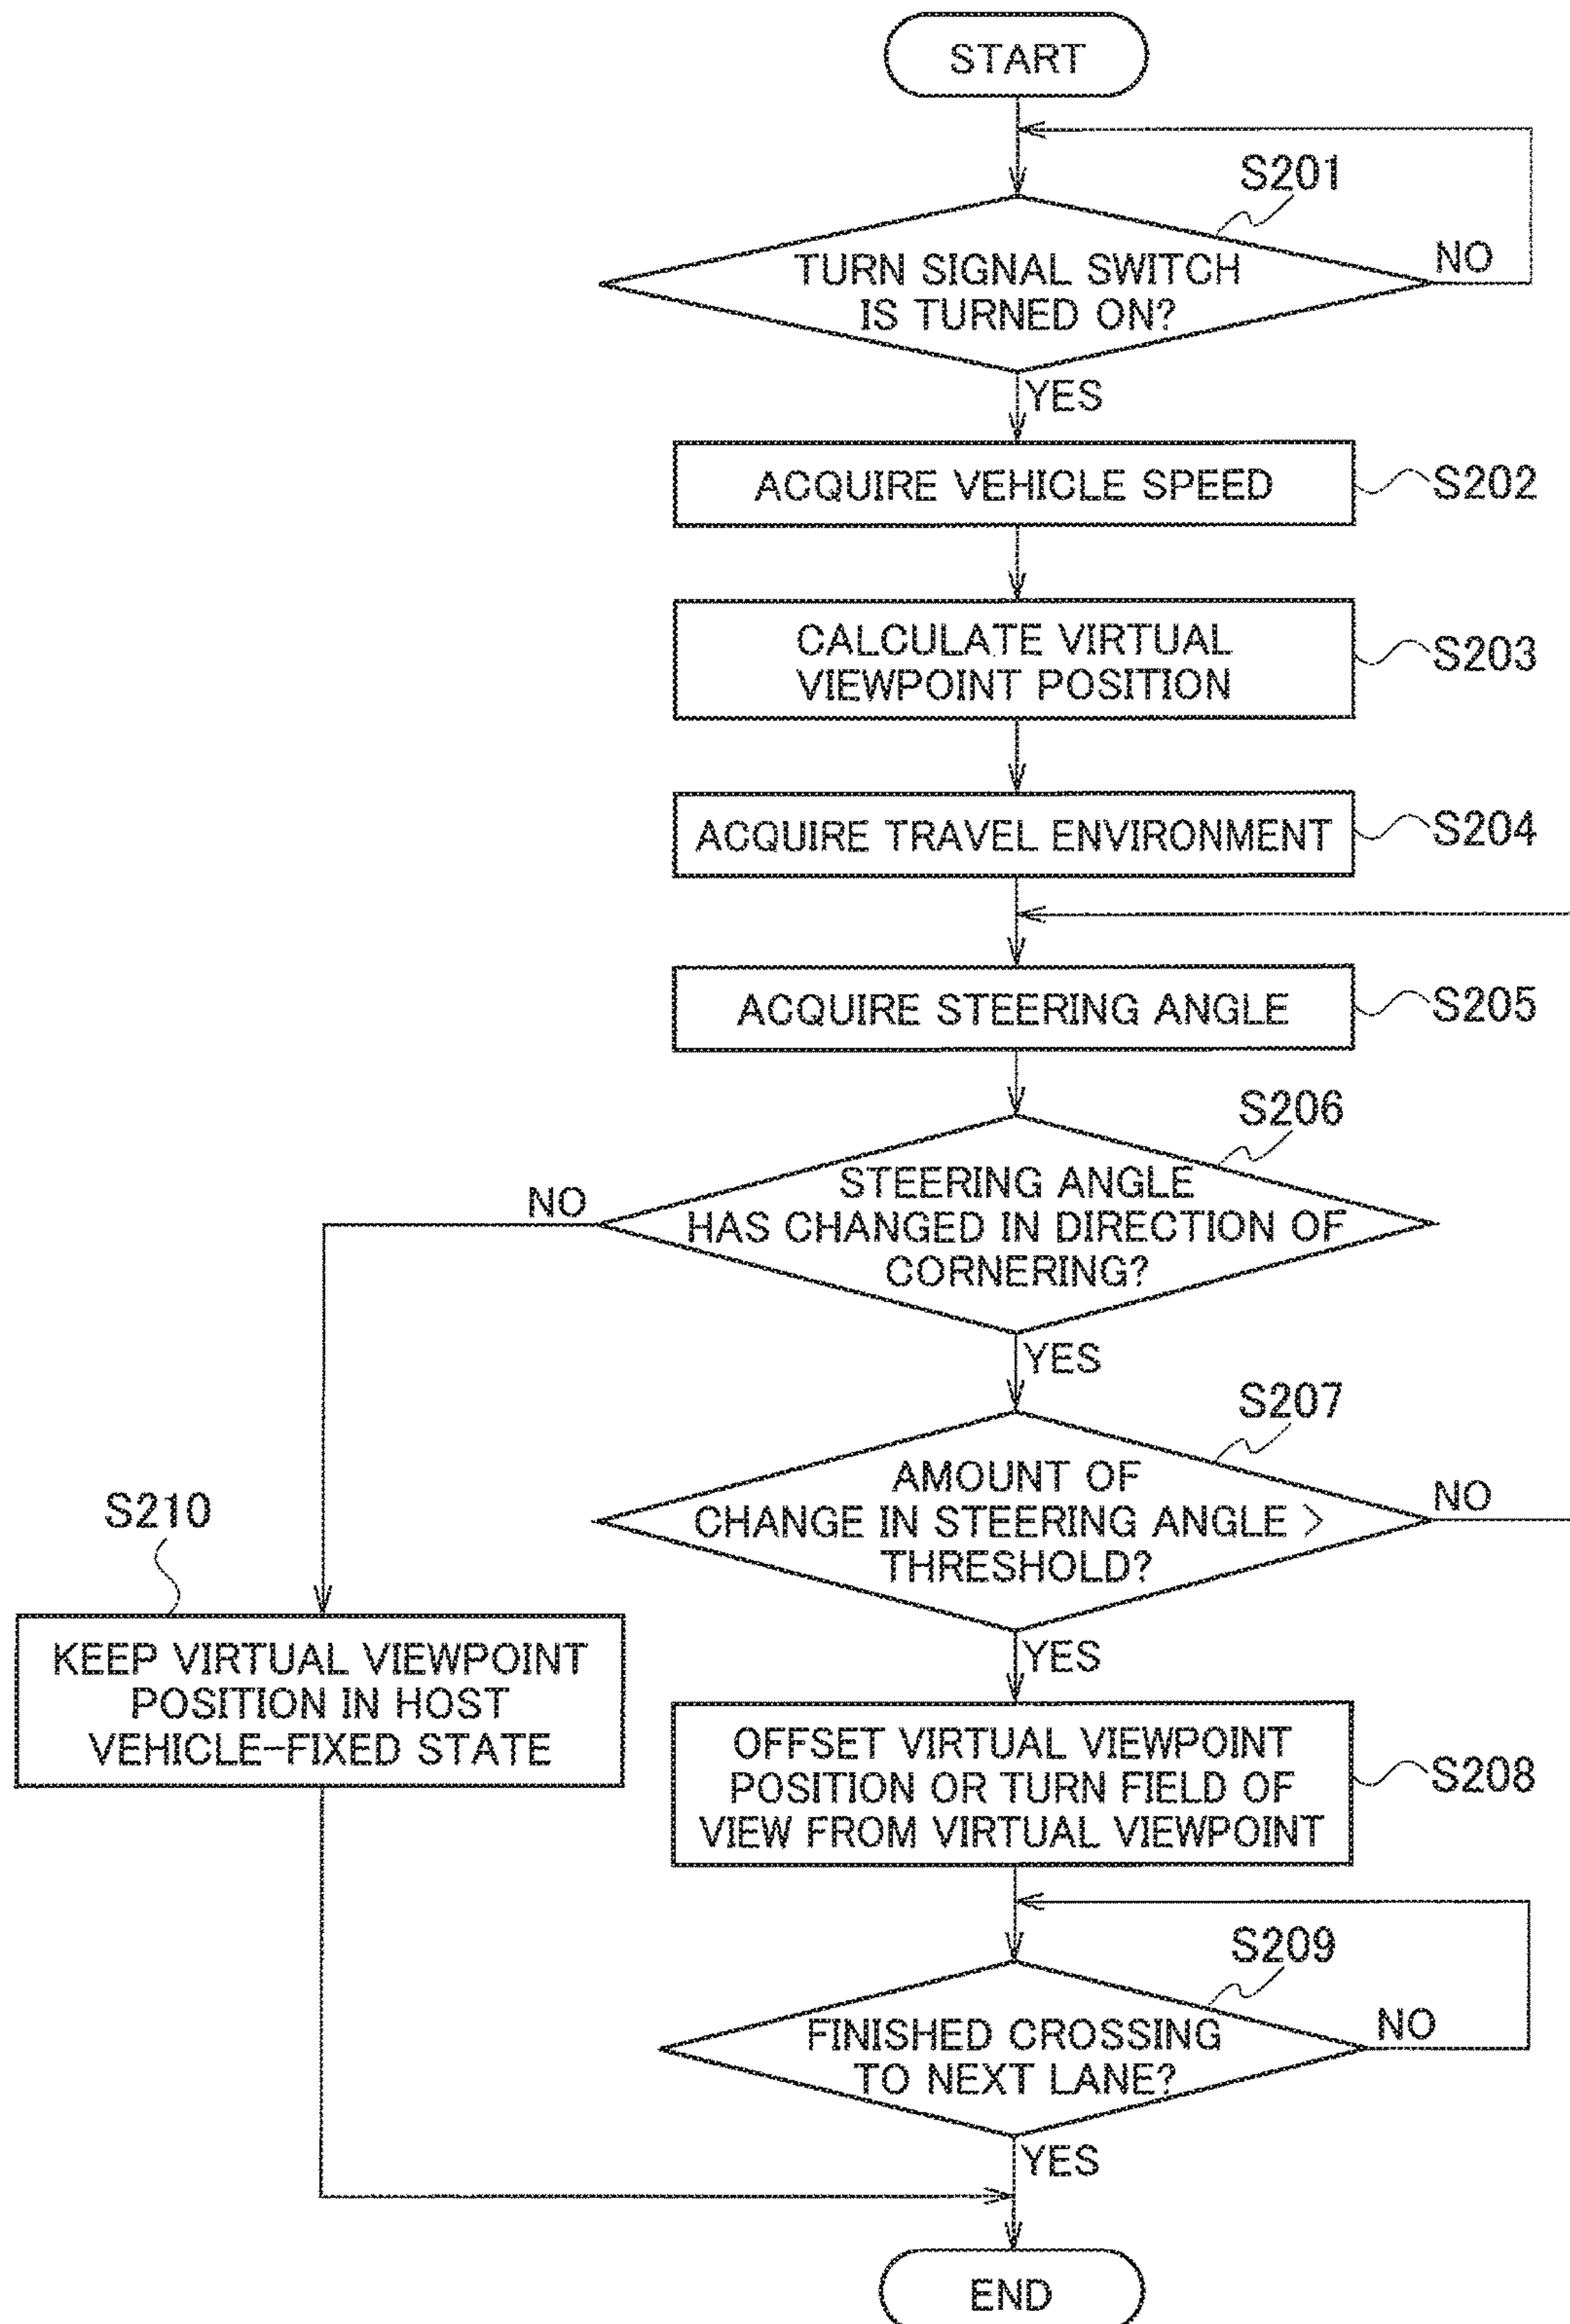 START
S201
TURN SIGNAL SWITCH
IS TURNED ON?
NO
YES
ACQUIRE VEHICLE SPEED
S202
CALCULATE VIRTUAL
VIEWPOINT POSITION
S203
ACQUIRE TRAVEL ENVIRONMENT
S204
ACQUIRE STEERING ANGLE
S205
S206
STEERING ANGLE
HAS CHANGED IN DIRECTION OF
CORNERING?
NO
YES
S207
AMOUNT OF
CHANGE IN STEERING ANGLE >
THRESHOLD?
NO
YES
S210
KEEP VIRTUAL VIEWPOINT
POSITION IN HOST
VEHICLE-FIXED STATE
OFFSET VIRTUAL VIEWPOINT
POSITION OR TURN FIELD OF
VIEW FROM VIRTUAL VIEWPOINT
S208
S209
FINISHED CROSSING
TO NEXT LANE?
NO
YES
END